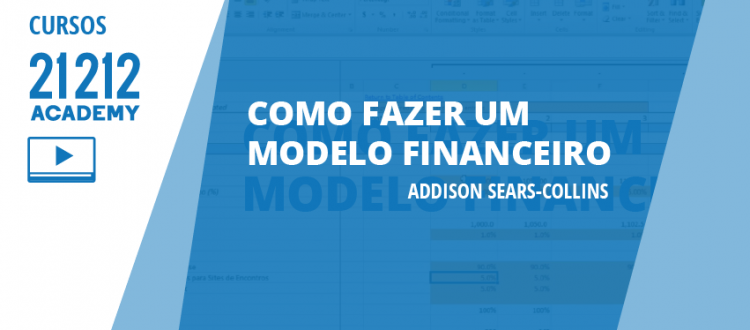 CURSOS
21212
ACADEMY
COMO FAZER UM
MODELO FINANCEIRO
ADDISON SEARS-COLLINS